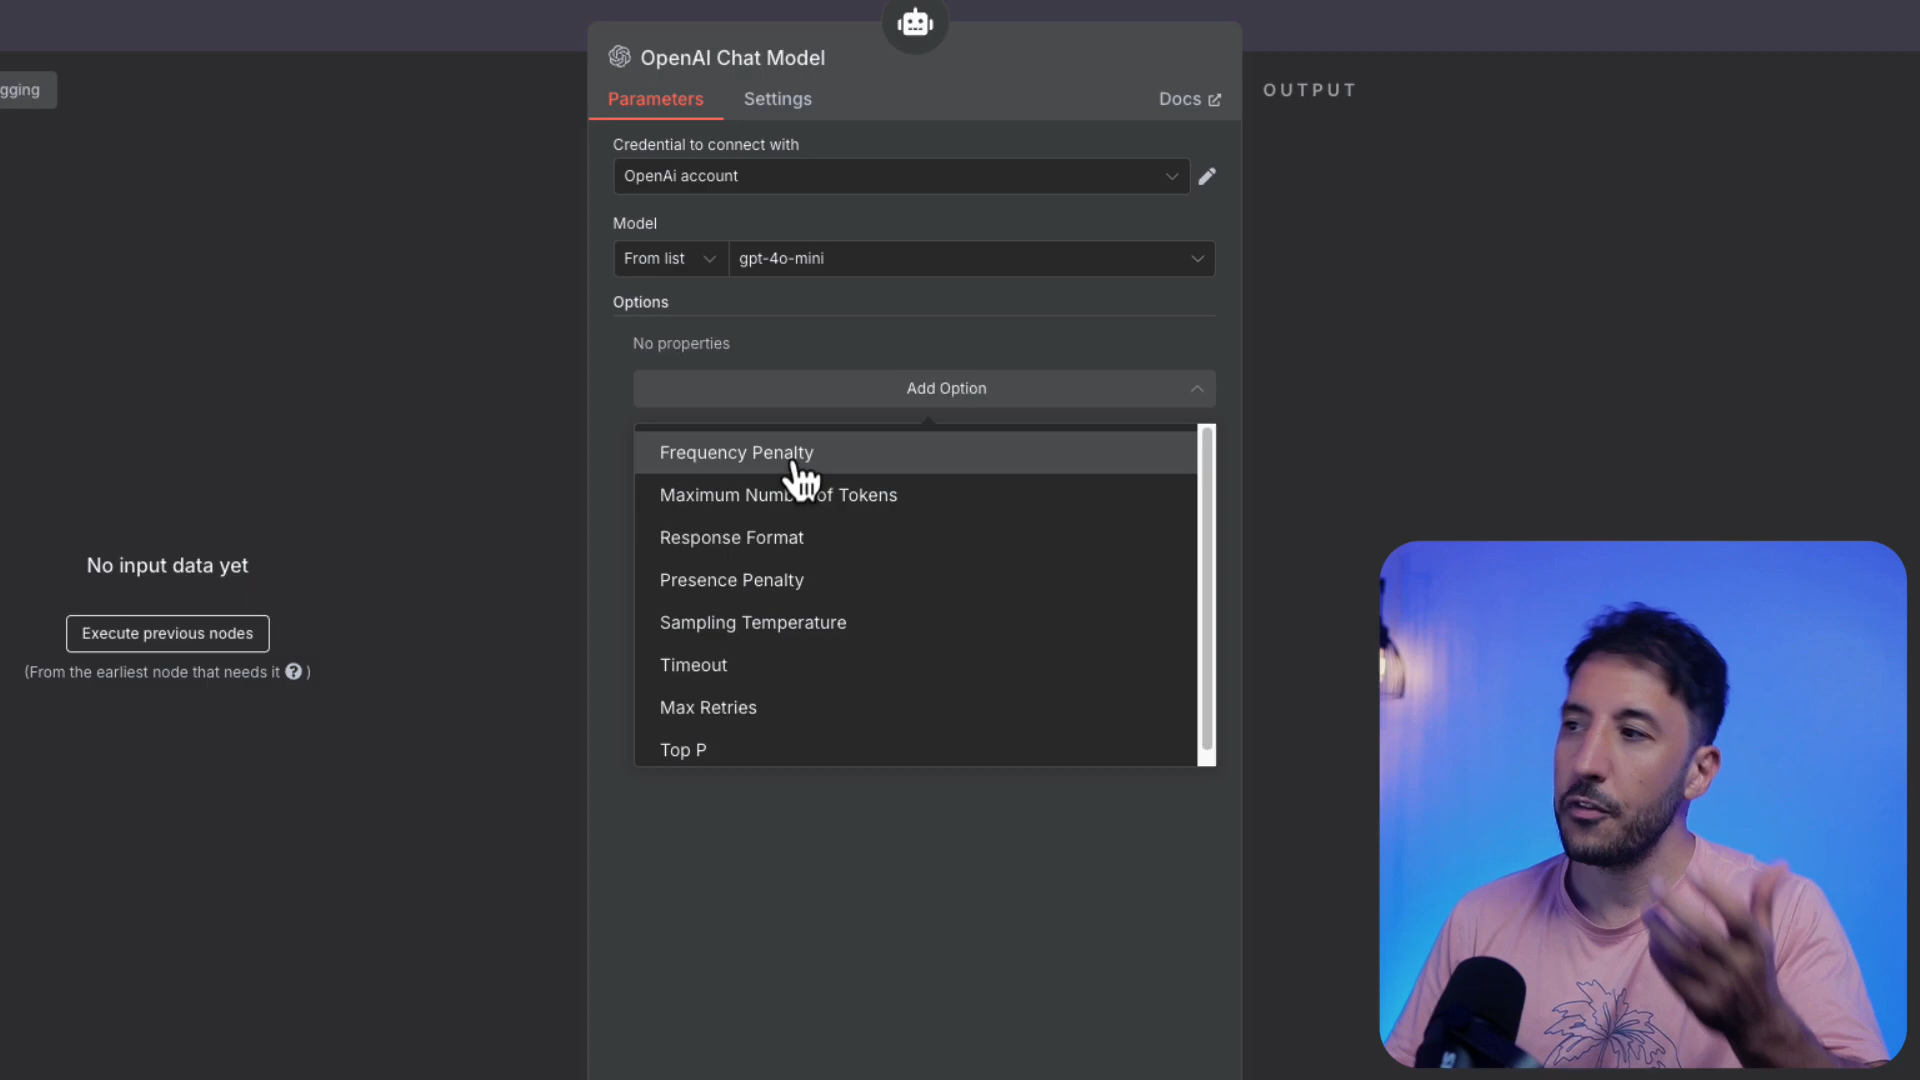 OpenAI Chat Model
gging
Parameters
Settings
Docs
OUTPUT
Credential to connect with
OpenAi account
Model
From list
gpt-4o-mini
Options
No properties
Add Option
Frequency Penalty
Maximum Numb of Tokens
Response Format
Presence Penalty
Sampling Temperature
Timeout
Max Retries
Top P
No input data yet
Execute previous nodes
(From the earliest node that needs it ? )